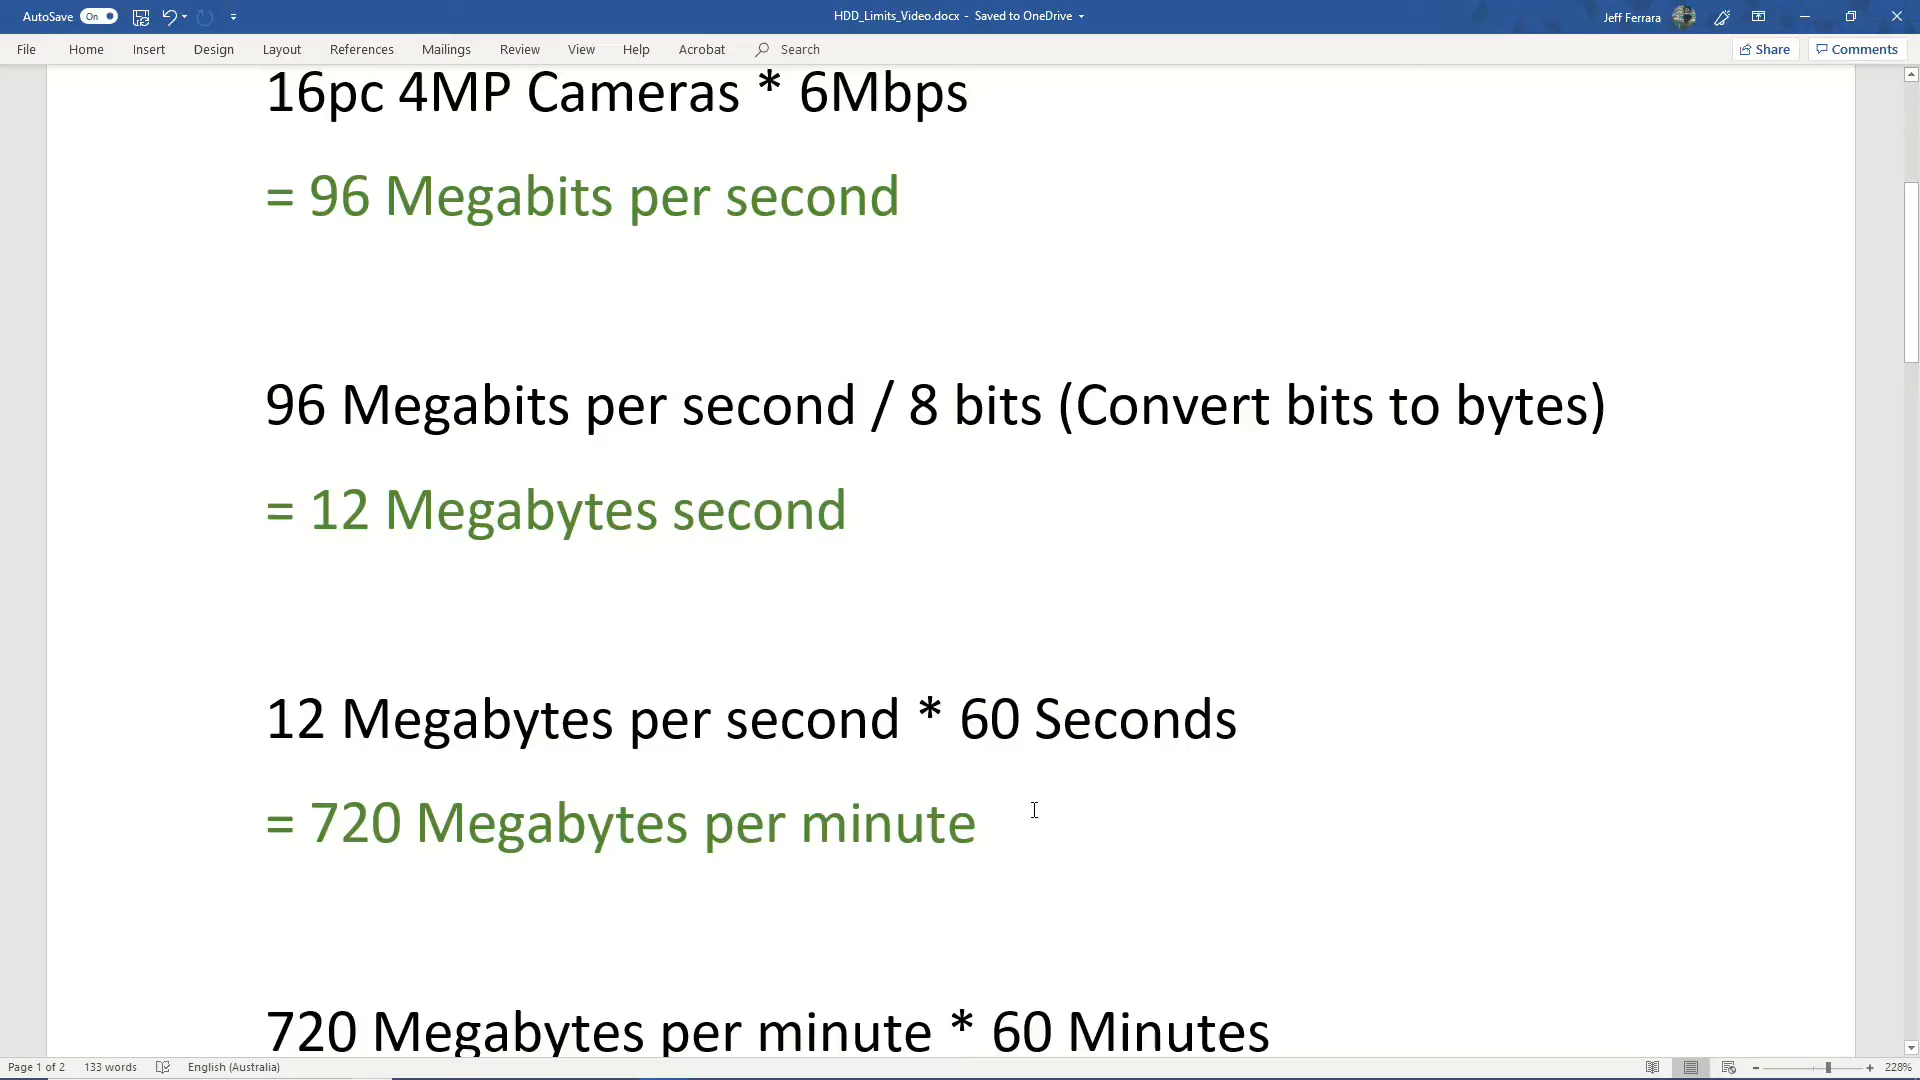 AutoSave On HDD_Limits_Video.docx - Saved to OneDrive Jeff Ferrara
File Home Insert Design Layout References Mailings Review View Help Acrobat Search Share Comments
16pc 4MP Cameras * 6Mbps
= 96 Megabits per second
96 Megabits per second / 8 bits (Convert bits to bytes)
= 12 Megabytes second
12 Megabytes per second * 60 Seconds
= 720 Megabytes per minute
720 Megabytes per minute * 60 Minutes
Page 1 of 2 133 words English (Australia) 228%